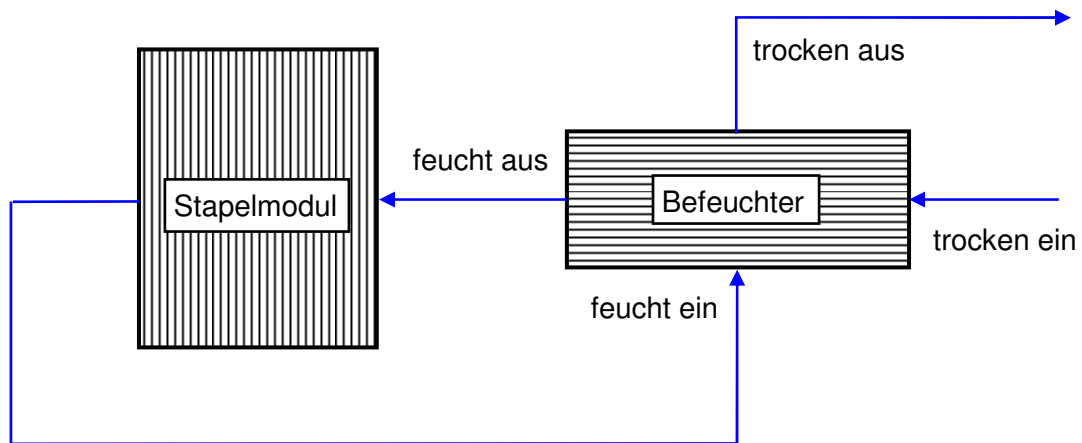 trocken aus
feucht aus
Stapelmodul
Befeuchter
trocken ein
feucht ein